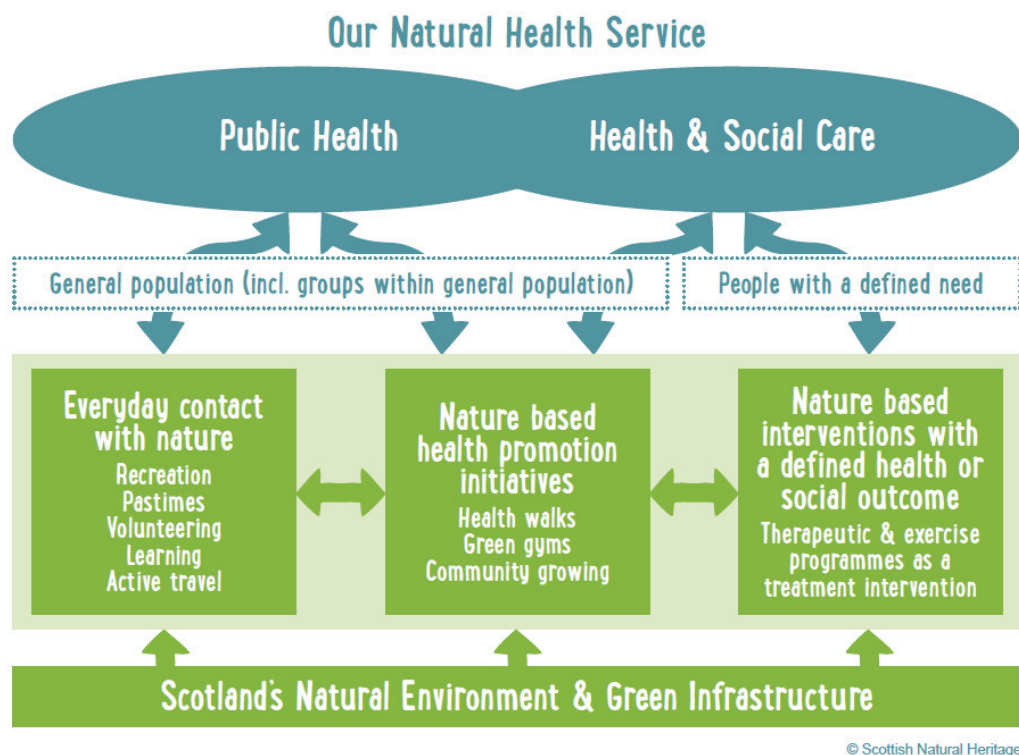 Our Natural Health Service
Public Health
Health & Social Care
General population (incl. groups within general population)
People with a defined need
Everyday contact
with nature
Recreation
Pastimes
Volunteering
Learning
Active travel
Nature based
health promotion
initiatives
Health walks
Green gyms
Community growing
Nature based
interventions with
a defined health or
social outcome
Therapeutic & exercise
programmes as a
treatment intervention
Scotland's Natural Environment & Green Infrastructure
© Scottish Natural Heritage